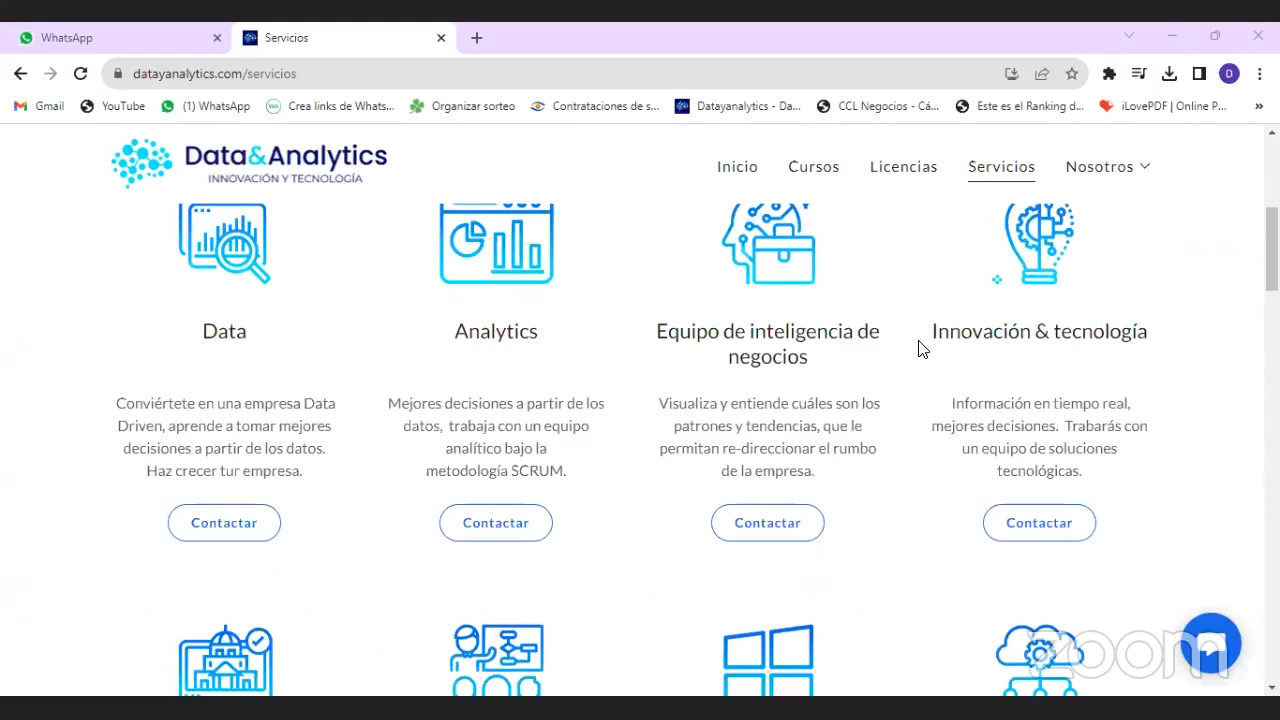 WhatsApp
Servicios
datayanalytics.com/servicios
D
Gmail
YouTube
(1) WhatsApp
Crea links de Whats...
Organizar sorteo
Contrataciones de s...
Datayanalytics - Da...
CCL Negocios - Cá...
Este es el Ranking d...
iLovePDF | Online P...
»
Data&Analytics
INNOVACIÓN Y TECNOLOGÍA
Inicio
Cursos
Licencias
Servicios
Nosotros
Data
Conviértete en una empresa Data
Driven, aprende a tomar mejores
decisiones a partir de los datos.
Haz crecer tur empresa.
Contactar
Analytics
Mejores decisiones a partir de los
datos, trabaja con un equipo
analítico bajo la
metodología SCRUM.
Contactar
Equipo de inteligencia de
negocios
Visualiza y entiende cuáles son los
patrones y tendencias, que le
permitan re-direccionar el rumbo
de la empresa.
Contactar
Innovación & tecnología
Información en tiempo real,
mejores decisiones. Trabarás con
un equipo de soluciones
tecnológicas.
Contactar
zoom